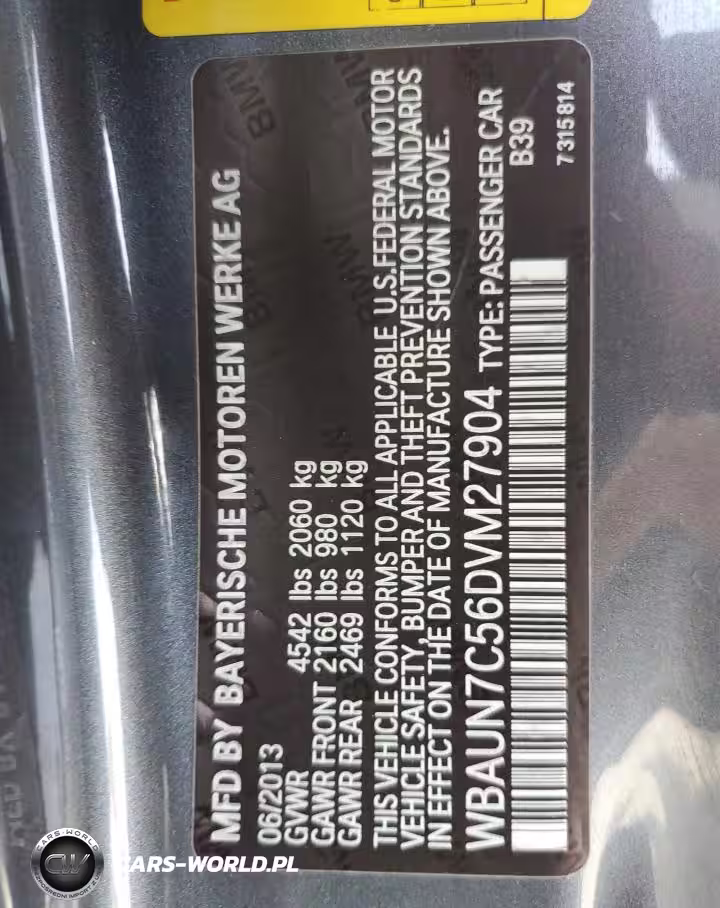 MFD BY BAYERISCHE MOTOREN WERKE AG
06/2013
GVWR 4542 lbs 2060 kg
GAWR FRONT 2160 lbs 980 kg
GAWR REAR 2469 lbs 1120 kg
THIS VEHICLE CONFORMS TO ALL APPLICABLE U.S.FEDERAL MOTOR
VEHICLE SAFETY, BUMPER AND THEFT PREVENTION STANDARDS
IN EFFECT ON THE DATE OF MANUFACTURE SHOWN ABOVE.
WBAUN7C56DVM27904 TYPE: PASSENGER CAR
B39
7315814
CARS-WORLD
CW
CARS-WORLD.PL